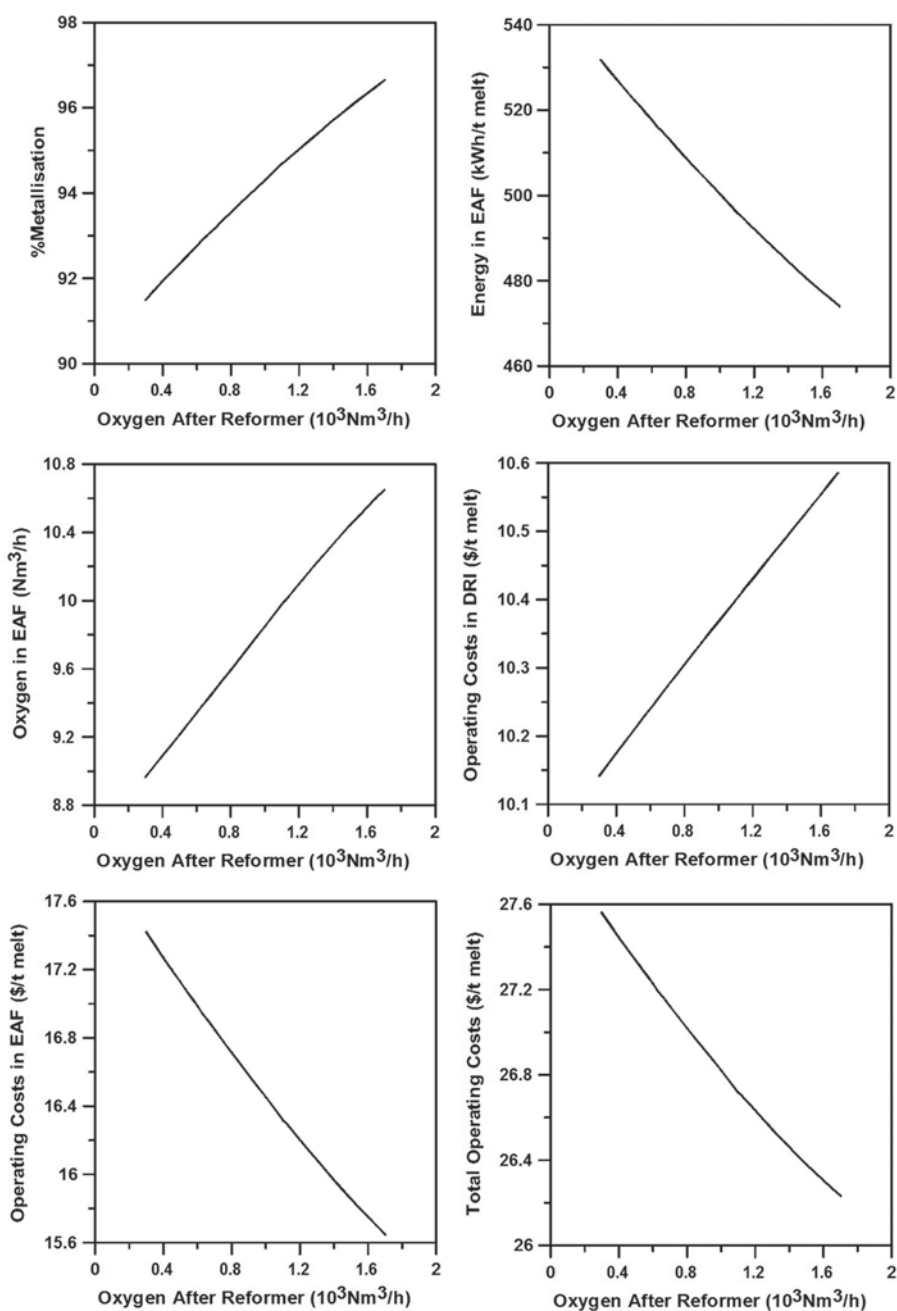 98
96
94
92
90
%Metallisation
0 0.4 0.8 1.2 1.6 2
Oxygen After Reformer (10³Nm³/h)
540
520
500
480
460
Energy in EAF (kWh/t melt)
0 0.4 0.8 1.2 1.6 2
Oxygen After Reformer (10³Nm³/h)
10.8
10.4
10
9.6
9.2
8.8
Oxygen in EAF (Nm³/h)
0 0.4 0.8 1.2 1.6 2
Oxygen After Reformer (10³Nm³/h)
10.6
10.5
10.4
10.3
10.2
10.1
Operating Costs in DRI ($/t melt)
0 0.4 0.8 1.2 1.6 2
Oxygen After Reformer (10³Nm³/h)
17.6
17.2
16.8
16.4
16
15.6
Operating Costs in EAF ($/t melt)
0 0.4 0.8 1.2 1.6 2
Oxygen After Reformer (10³Nm³/h)
27.6
27.2
26.8
26.4
26
Total Operating Costs ($/t melt)
0 0.4 0.8 1.2 1.6 2
Oxygen After Reformer (10³Nm³/h)